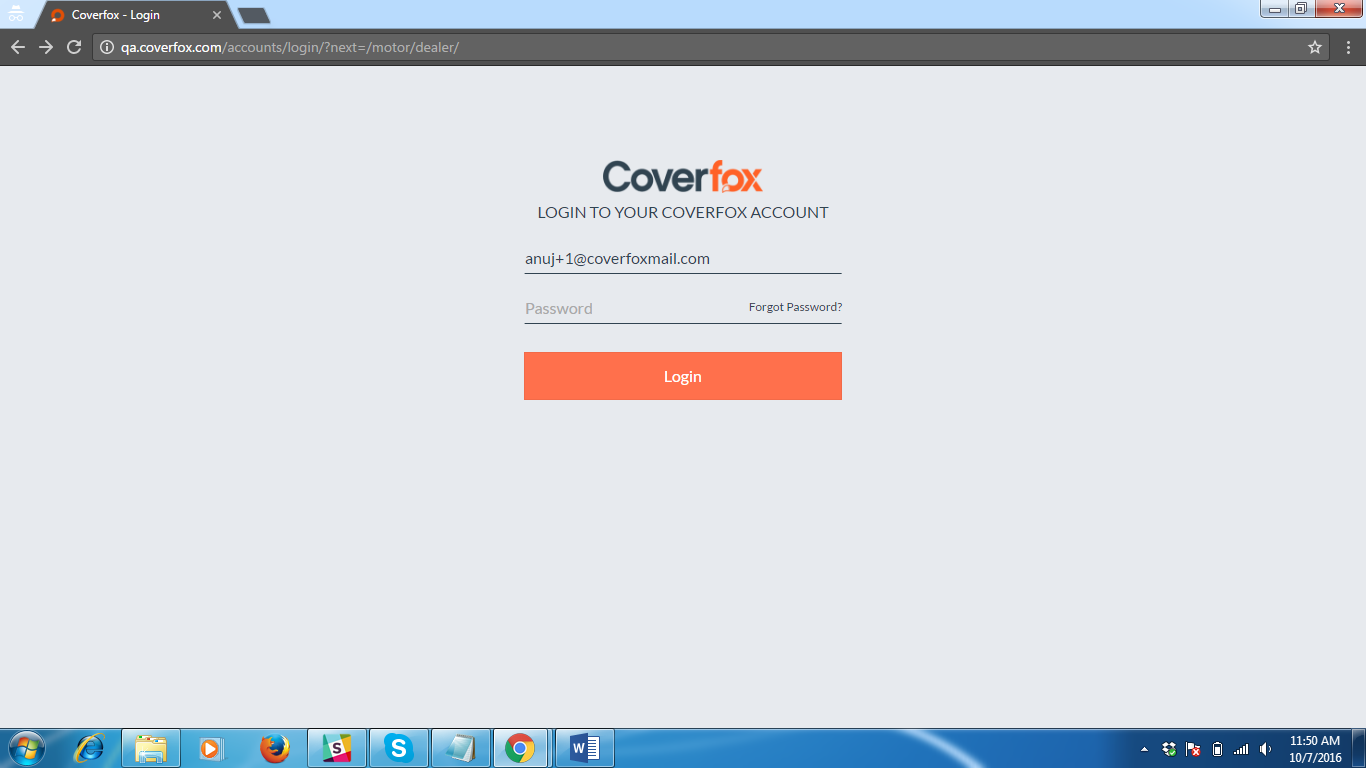 Coverfox - Login
qa.coverfox.com/accounts/login/?next=/motor/dealer/
Coverfox
LOGIN TO YOUR COVERFOX ACCOUNT
anuj+1@coverfoxmail.com
Password Forgot Password?
Login
11:50 AM
10/7/2016